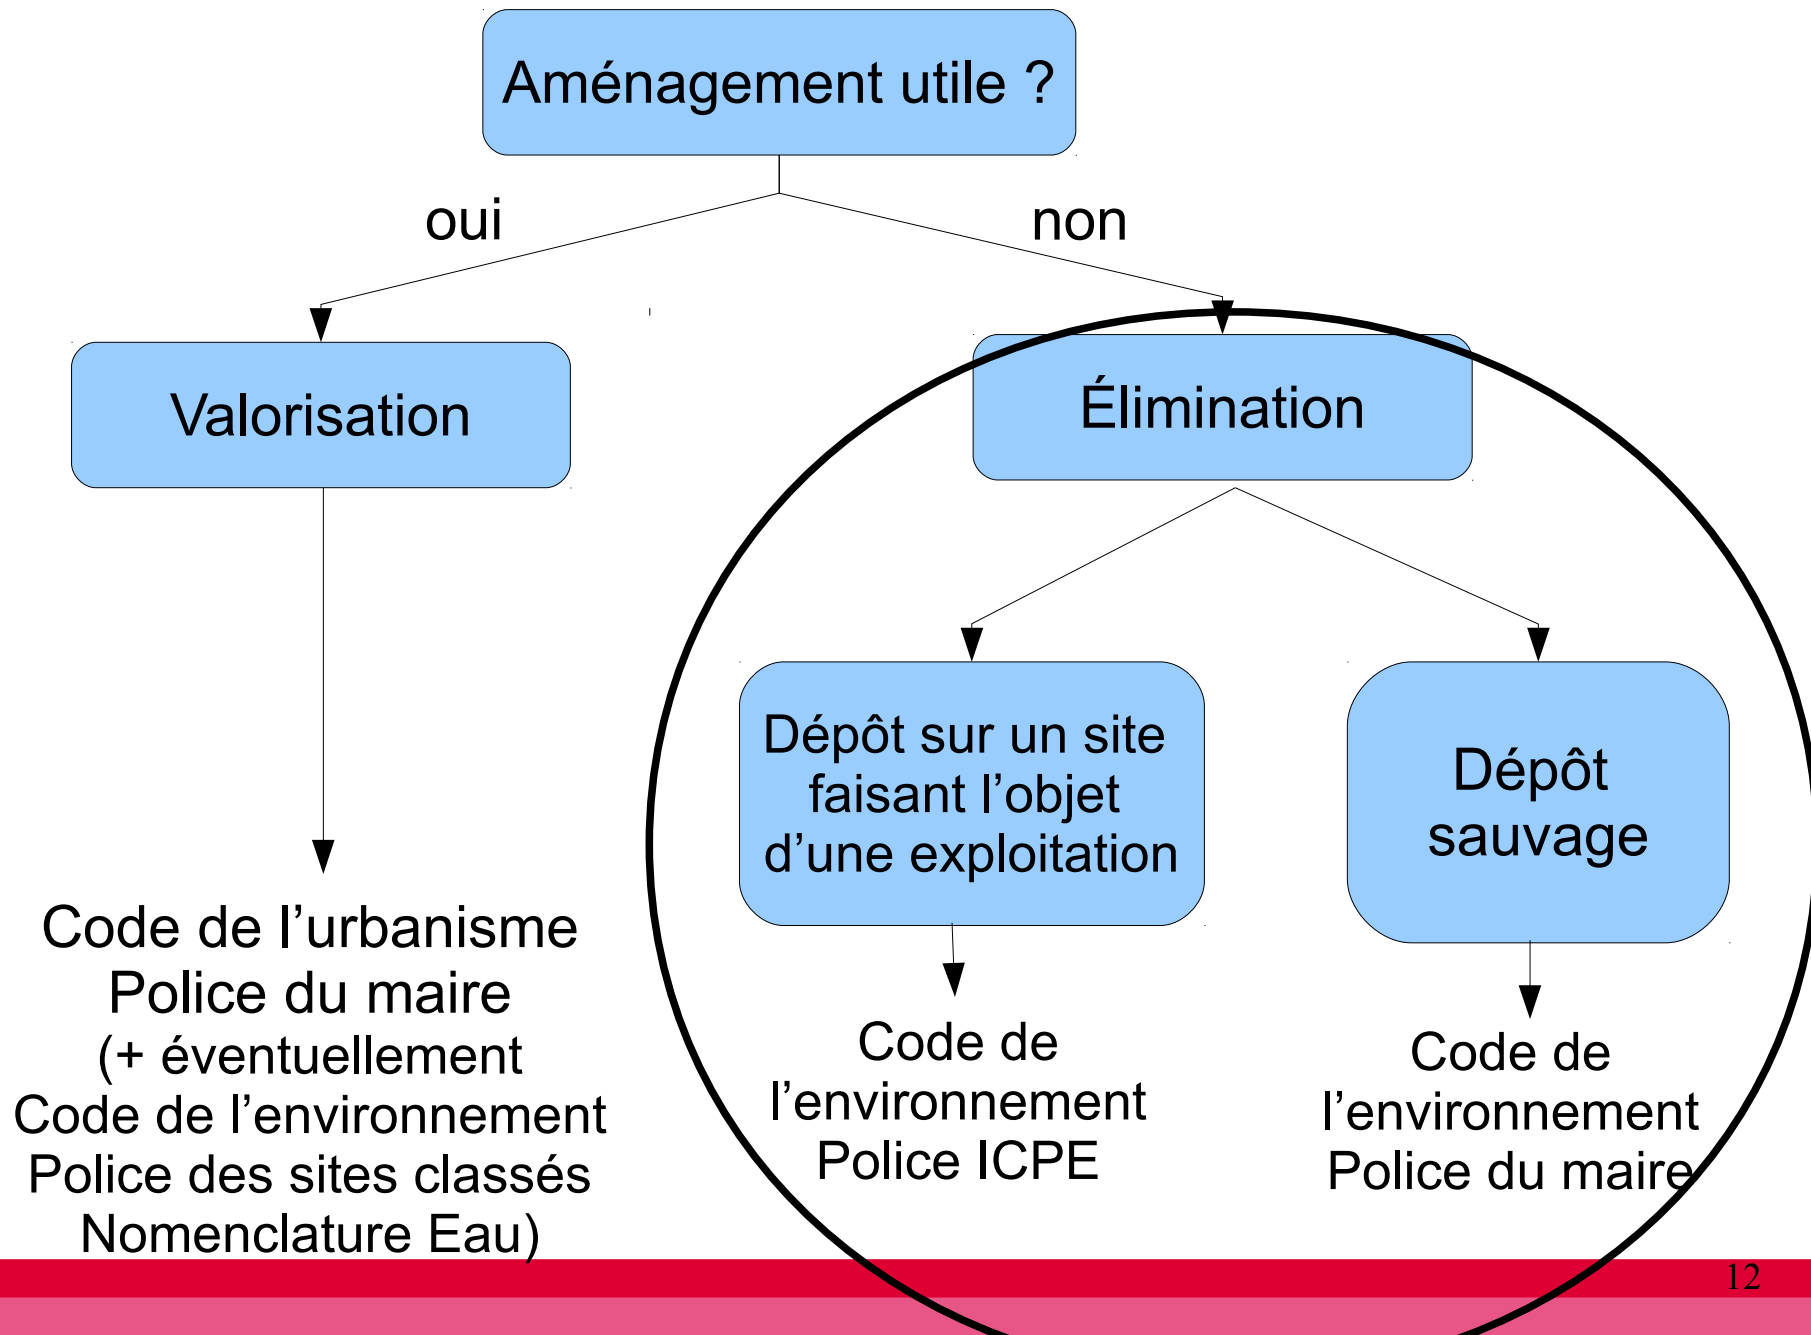 Aménagement utile ?
oui
non
Valorisation
Élimination
Dépôt sur un site
faisant l’objet
d’une exploitation
Dépôt
sauvage
Code de l’urbanisme
Police du maire
(+ éventuellement
Code de l’environnement
Police des sites classés
Nomenclature Eau)
Code de
l’environnement
Police ICPE
Code de
l’environnement
Police du maire
12